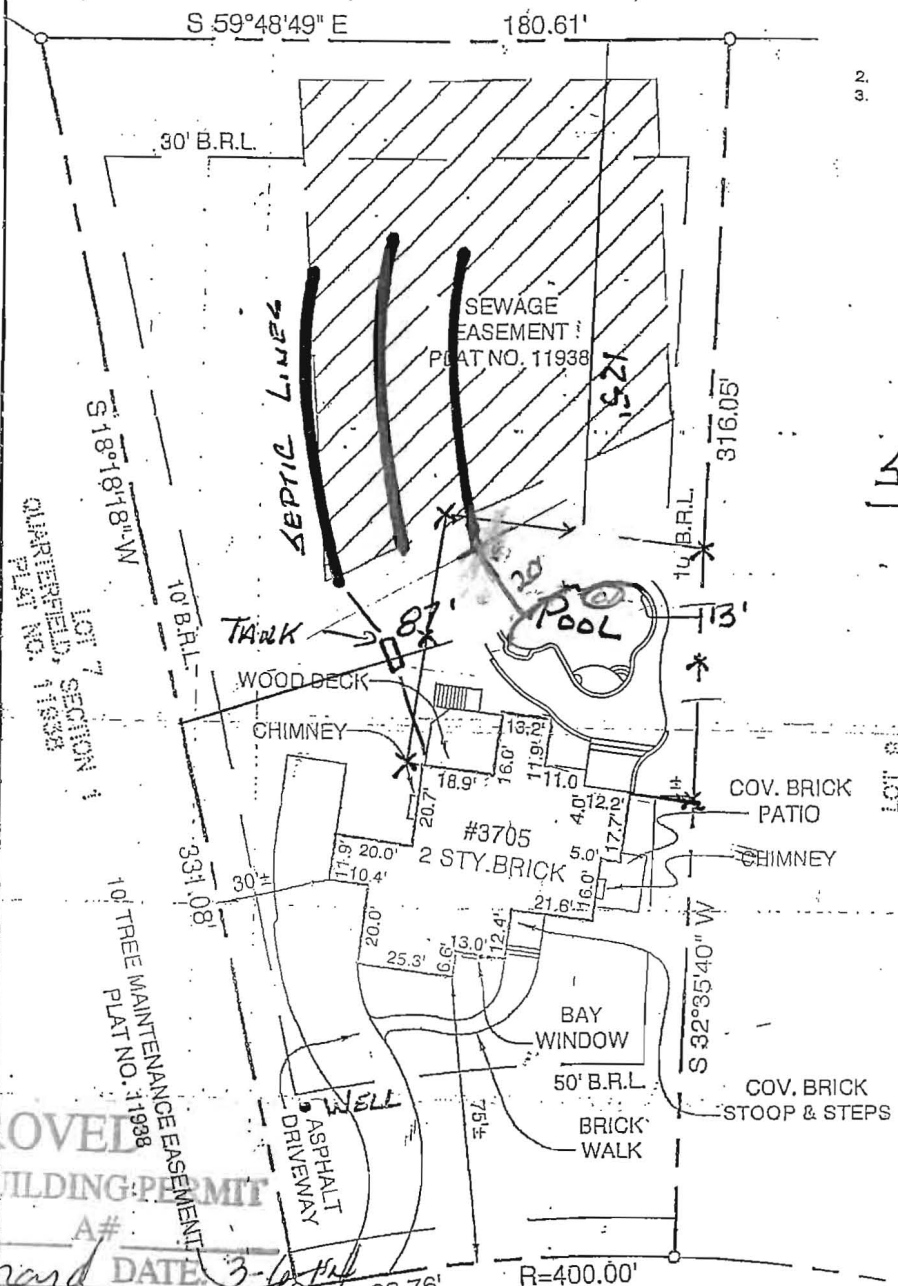 S 59°48'49" E
180.61'
2.
3.
30' B.R.L.
SEWAGE
EASEMENT
PLAT NO. 11938
SEPTIC LINES
125'
316.05'
S 18°18'18" W
10' B.R.L.
20'
POOL
13'
TANK
87'
10' B.R.L.
LOT 7 SECTION 1
QUARTERFIELD,
PLAT NO. 11938
WOOD DECK
CHIMNEY
13.2'
16.0'
11.9'
11.0
18.9'
20.7'
4.0'
12.2'
17.7'
COV. BRICK
PATIO
#3705
2 STY. BRICK
5.0'
16.0'
CHIMNEY
11.9'
20.0'
10.4'
30'±
21.6'
20.0'
12.4'
13.0'
25.3'
6.6'
331.08'
S 32°35'40" W
10' TREE MAINTENANCE EASEMENT
PLAT NO. 11938
BAY
WINDOW
50' B.R.L.
COV. BRICK
STOOP & STEPS
WELL
75'±
BRICK
WALK
ASPHALT
DRIVEWAY
ROVED
UILDING PERMIT
A#
DATE
R=400.00'